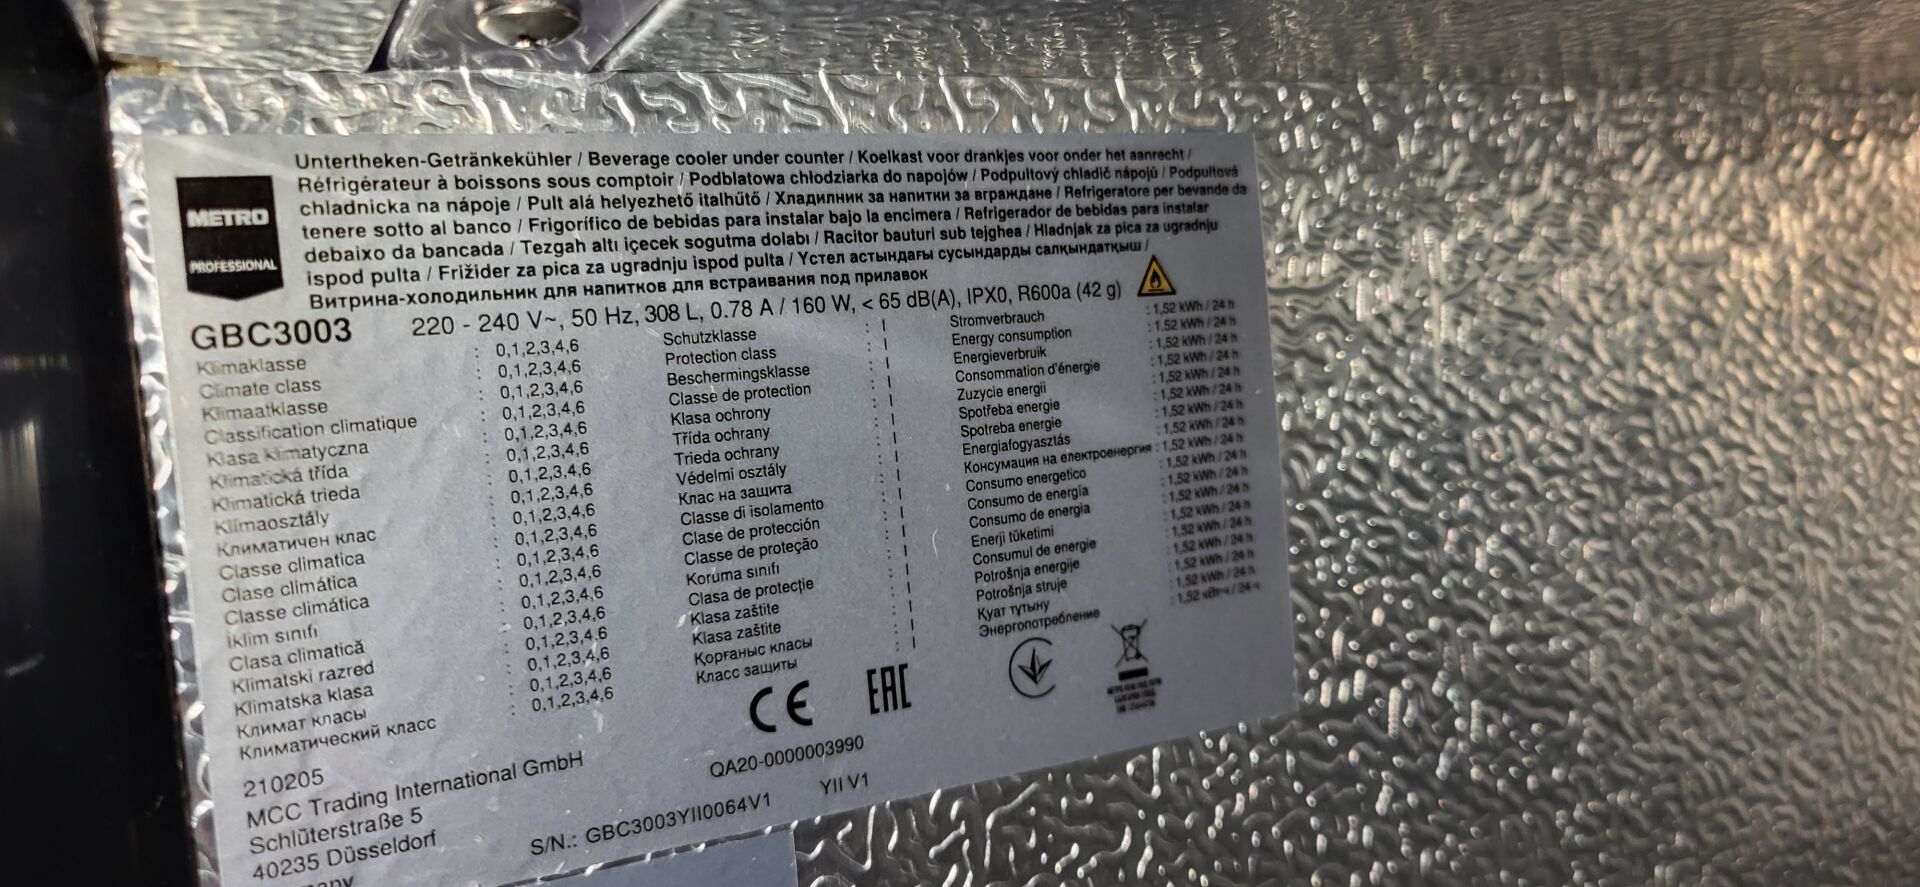 METRO
PROFESSIONAL
Untertheken-Getränkekühler / Beverage cooler under counter / Koelkast voor drankjes voor onder het aanrecht /
Réfrigérateur à boissons sous comptoir / Podblatowa chłodziarka do napojów / Podpultový chladič nápojů / Podpultová
chladnicka na nápoje / Pult alá helyezhető italhűtő / Хладилник за напитки за вграждане / Refrigeratore per bevande da
tenere sotto al banco / Frigorífico de bebidas para instalar bajo la encimera / Refrigerador de bebidas para instalar
debaixo da bancada / Tezgah altı içecek sogutma dolabı / Racitor bauturi sub tejghea / Hladnjak za pica za ugradnju
ispod pulta / Frižider za pica za ugradnju ispod pulta / Үстел астындағы сусындарды салқындатқыш /
Витрина-холодильник для напитков для встраивания под прилавок
GBC3003 220 - 240 V~, 50 Hz, 308 L, 0.78 A / 160 W, < 65 dB(A), IPX0, R600a (42 g)
Klimaklasse : 0,1,2,3,4,6 Schutzklasse : I Stromverbrauch : 1,52 kWh / 24 h
Climate class : 0,1,2,3,4,6 Protection class : I Energy consumption : 1,52 kWh / 24 h
Klimaatklasse : 0,1,2,3,4,6 Beschermingsklasse : I Energieverbruik : 1,52 kWh / 24 h
Classification climatique : 0,1,2,3,4,6 Classe de protection : I Consommation d'énergie : 1,52 kWh / 24 h
Klasa klimatyczna : 0,1,2,3,4,6 Klasa ochrony : I Zuzycie energii : 1,52 kWh / 24 h
Klimatická třída : 0,1,2,3,4,6 Třída ochrany : I Spotřeba energie : 1,52 kWh / 24 h
Klimatická trieda : 0,1,2,3,4,6 Trieda ochrany : I Spotreba energie : 1,52 kWh / 24 h
Klímaosztály : 0,1,2,3,4,6 Védelmi osztály : I Energiafogyasztás : 1,52 kWh / 24 h
Климатичен клас : 0,1,2,3,4,6 Клас на защита : I Консумация на електроенергия : 1,52 kWh / 24 h
Classe climatica : 0,1,2,3,4,6 Classe di isolamento : I Consumo energetico : 1,52 kWh / 24 h
Clase climática : 0,1,2,3,4,6 Clase de protección : I Consumo de energía : 1,52 kWh / 24 h
Classe climática : 0,1,2,3,4,6 Classe de proteção : I Consumo de energia : 1,52 kWh / 24 h
İklim sınıfı : 0,1,2,3,4,6 Koruma sınıfı : I Enerji tüketimi : 1,52 kWh / 24 h
Clasa climatică : 0,1,2,3,4,6 Clasa de protecție : I Consumul de energie : 1,52 kWh / 24 h
Klimatski razred : 0,1,2,3,4,6 Klasa zaštite : I Potrošnja energije : 1,52 kWh / 24 h
Klimatska klasa : 0,1,2,3,4,6 Klasa zaštite : I Potrošnja struje : 1,52 kWh / 24 h
Климат класы : 0,1,2,3,4,6 Қорғаныс класы : I Қуат тұтыну : 1,52 kWh / 24 h
Климатический класс : 0,1,2,3,4,6 Класс защиты : I Энергопотребление : 1,52 кВт·ч / 24 ч
CE EAC
210205
MCC Trading International GmbH QA20-0000003990
Schlüterstraße 5 S/N.: GBC3003YII0064V1 YII V1
40235 Düsseldorf